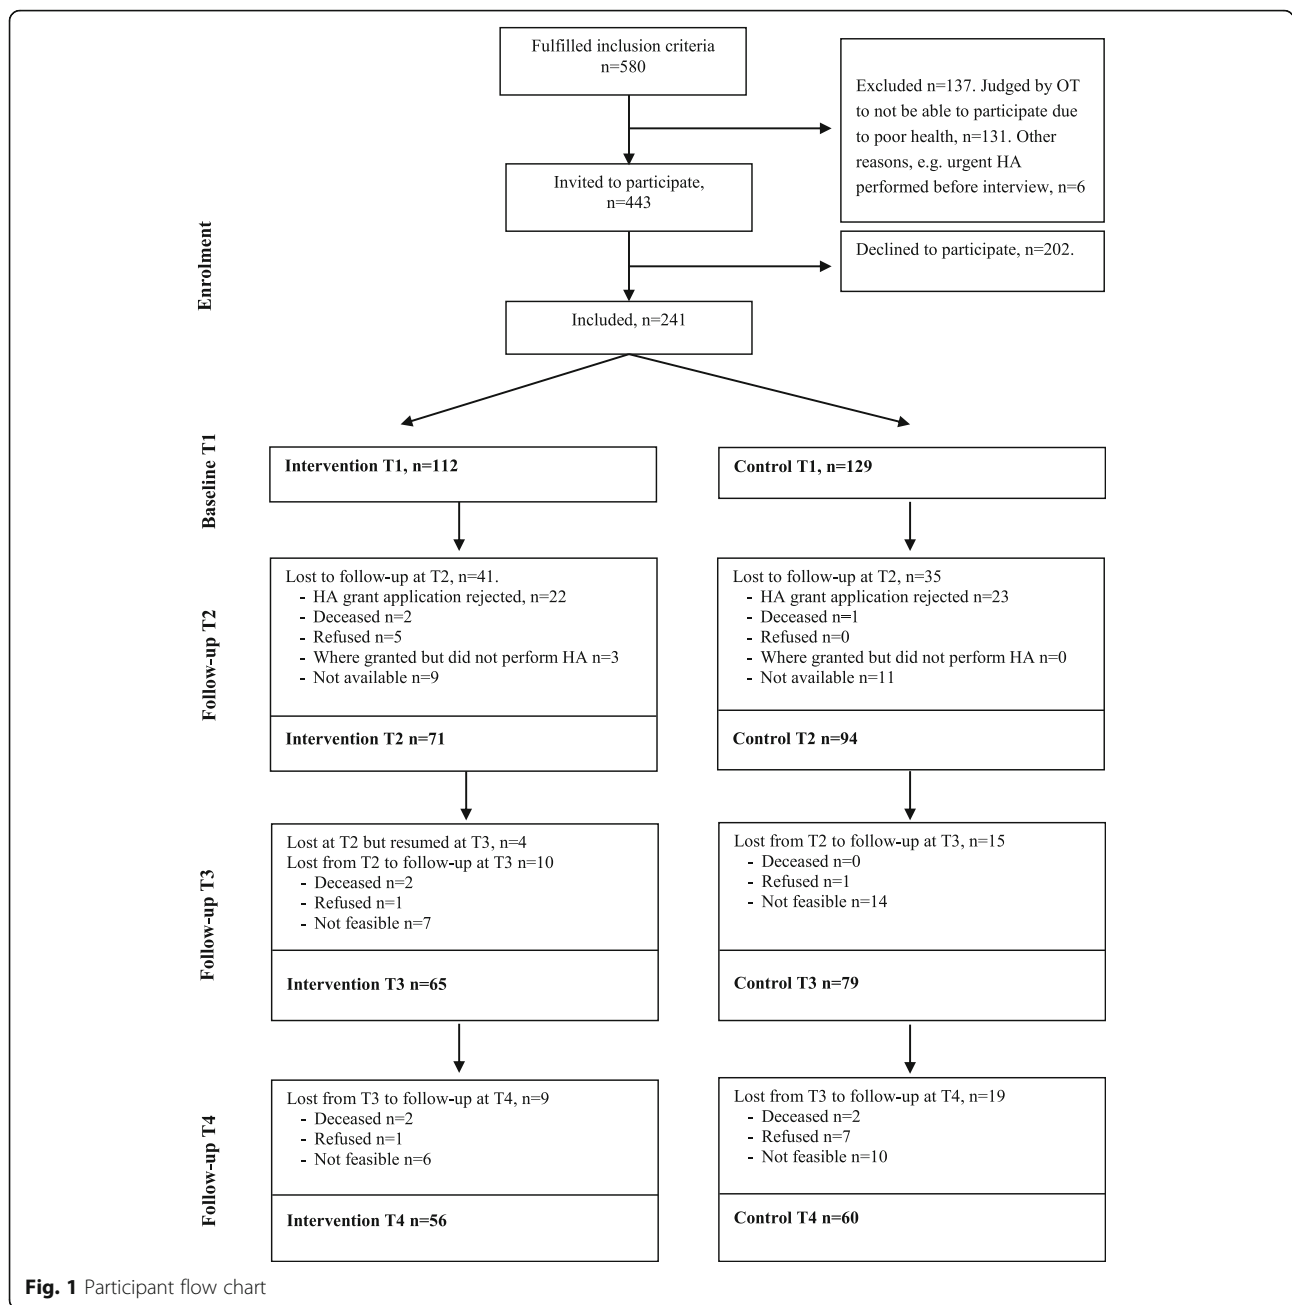 Fulfilled inclusion criteria
n=580
Excluded n=137. Judged by OT
to not be able to participate due
to poor health, n=131. Other
reasons, e.g. urgent HA
performed before interview, n=6
Invited to participate,
n=443
Declined to participate, n=202.
Enrolment
Included, n=241
Baseline T1
Intervention T1, n=112
Control T1, n=129
Follow-up T2
Lost to follow-up at T2, n=41.
- HA grant application rejected, n=22
- Deceased n=2
- Refused n=5
- Where granted but did not perform HA n=3
- Not available n=9
Intervention T2 n=71
Lost to follow-up at T2, n=35
- HA grant application rejected n=23
- Deceased n=1
- Refused n=0
- Where granted but did not perform HA n=0
- Not available n=11
Control T2 n=94
Follow-up T3
Lost at T2 but resumed at T3, n=4
Lost from T2 to follow-up at T3 n=10
- Deceased n=2
- Refused n=1
- Not feasible n=7
Intervention T3 n=65
Lost from T2 to follow-up at T3, n=15
- Deceased n=0
- Refused n=1
- Not feasible n=14
Control T3 n=79
Follow-up T4
Lost from T3 to follow-up at T4, n=9
- Deceased n=2
- Refused n=1
- Not feasible n=6
Intervention T4 n=56
Lost from T3 to follow-up at T4, n=19
- Deceased n=2
- Refused n=7
- Not feasible n=10
Control T4 n=60
Fig. 1 Participant flow chart